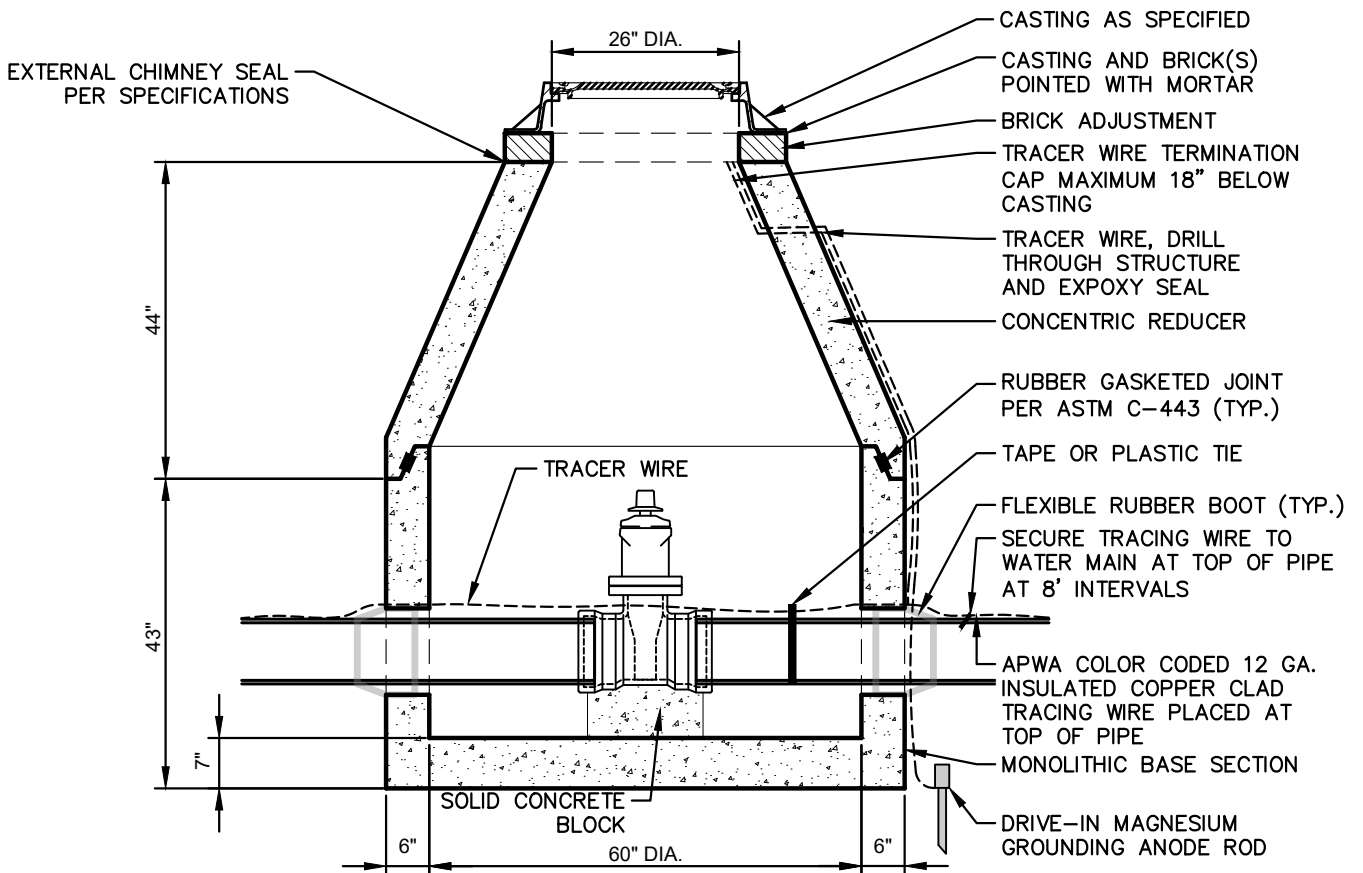 CASTING AS SPECIFIED
26" DIA.
CASTING AND BRICK(S)
POINTED WITH MORTAR
EXTERNAL CHIMNEY SEAL
PER SPECIFICATIONS
BRICK ADJUSTMENT
TRACER WIRE TERMINATION
CAP MAXIMUM 18” BELOW
CASTING
TRACER WIRE, DRILL
THROUGH STRUCTURE
AND EXPOXY SEAL
44"
CONCENTRIC REDUCER
RUBBER GASKETED JOINT
PER ASTM C-443 (TYP.)
TAPE OR PLASTIC TIE
TRACER WIRE
FLEXIBLE RUBBER BOOT (TYP.)
SECURE TRACING WIRE TO
WATER MAIN AT TOP OF PIPE
AT 8' INTERVALS
43"
APWA COLOR CODED 12 GA.
INSULATED COPPER CLAD
TRACING WIRE PLACED AT
TOP OF PIPE
7"
MONOLITHIC BASE SECTION
SOLID CONCRETE
BLOCK
DRIVE-IN MAGNESIUM
GROUNDING ANODE ROD
6"
60" DIA.
6"